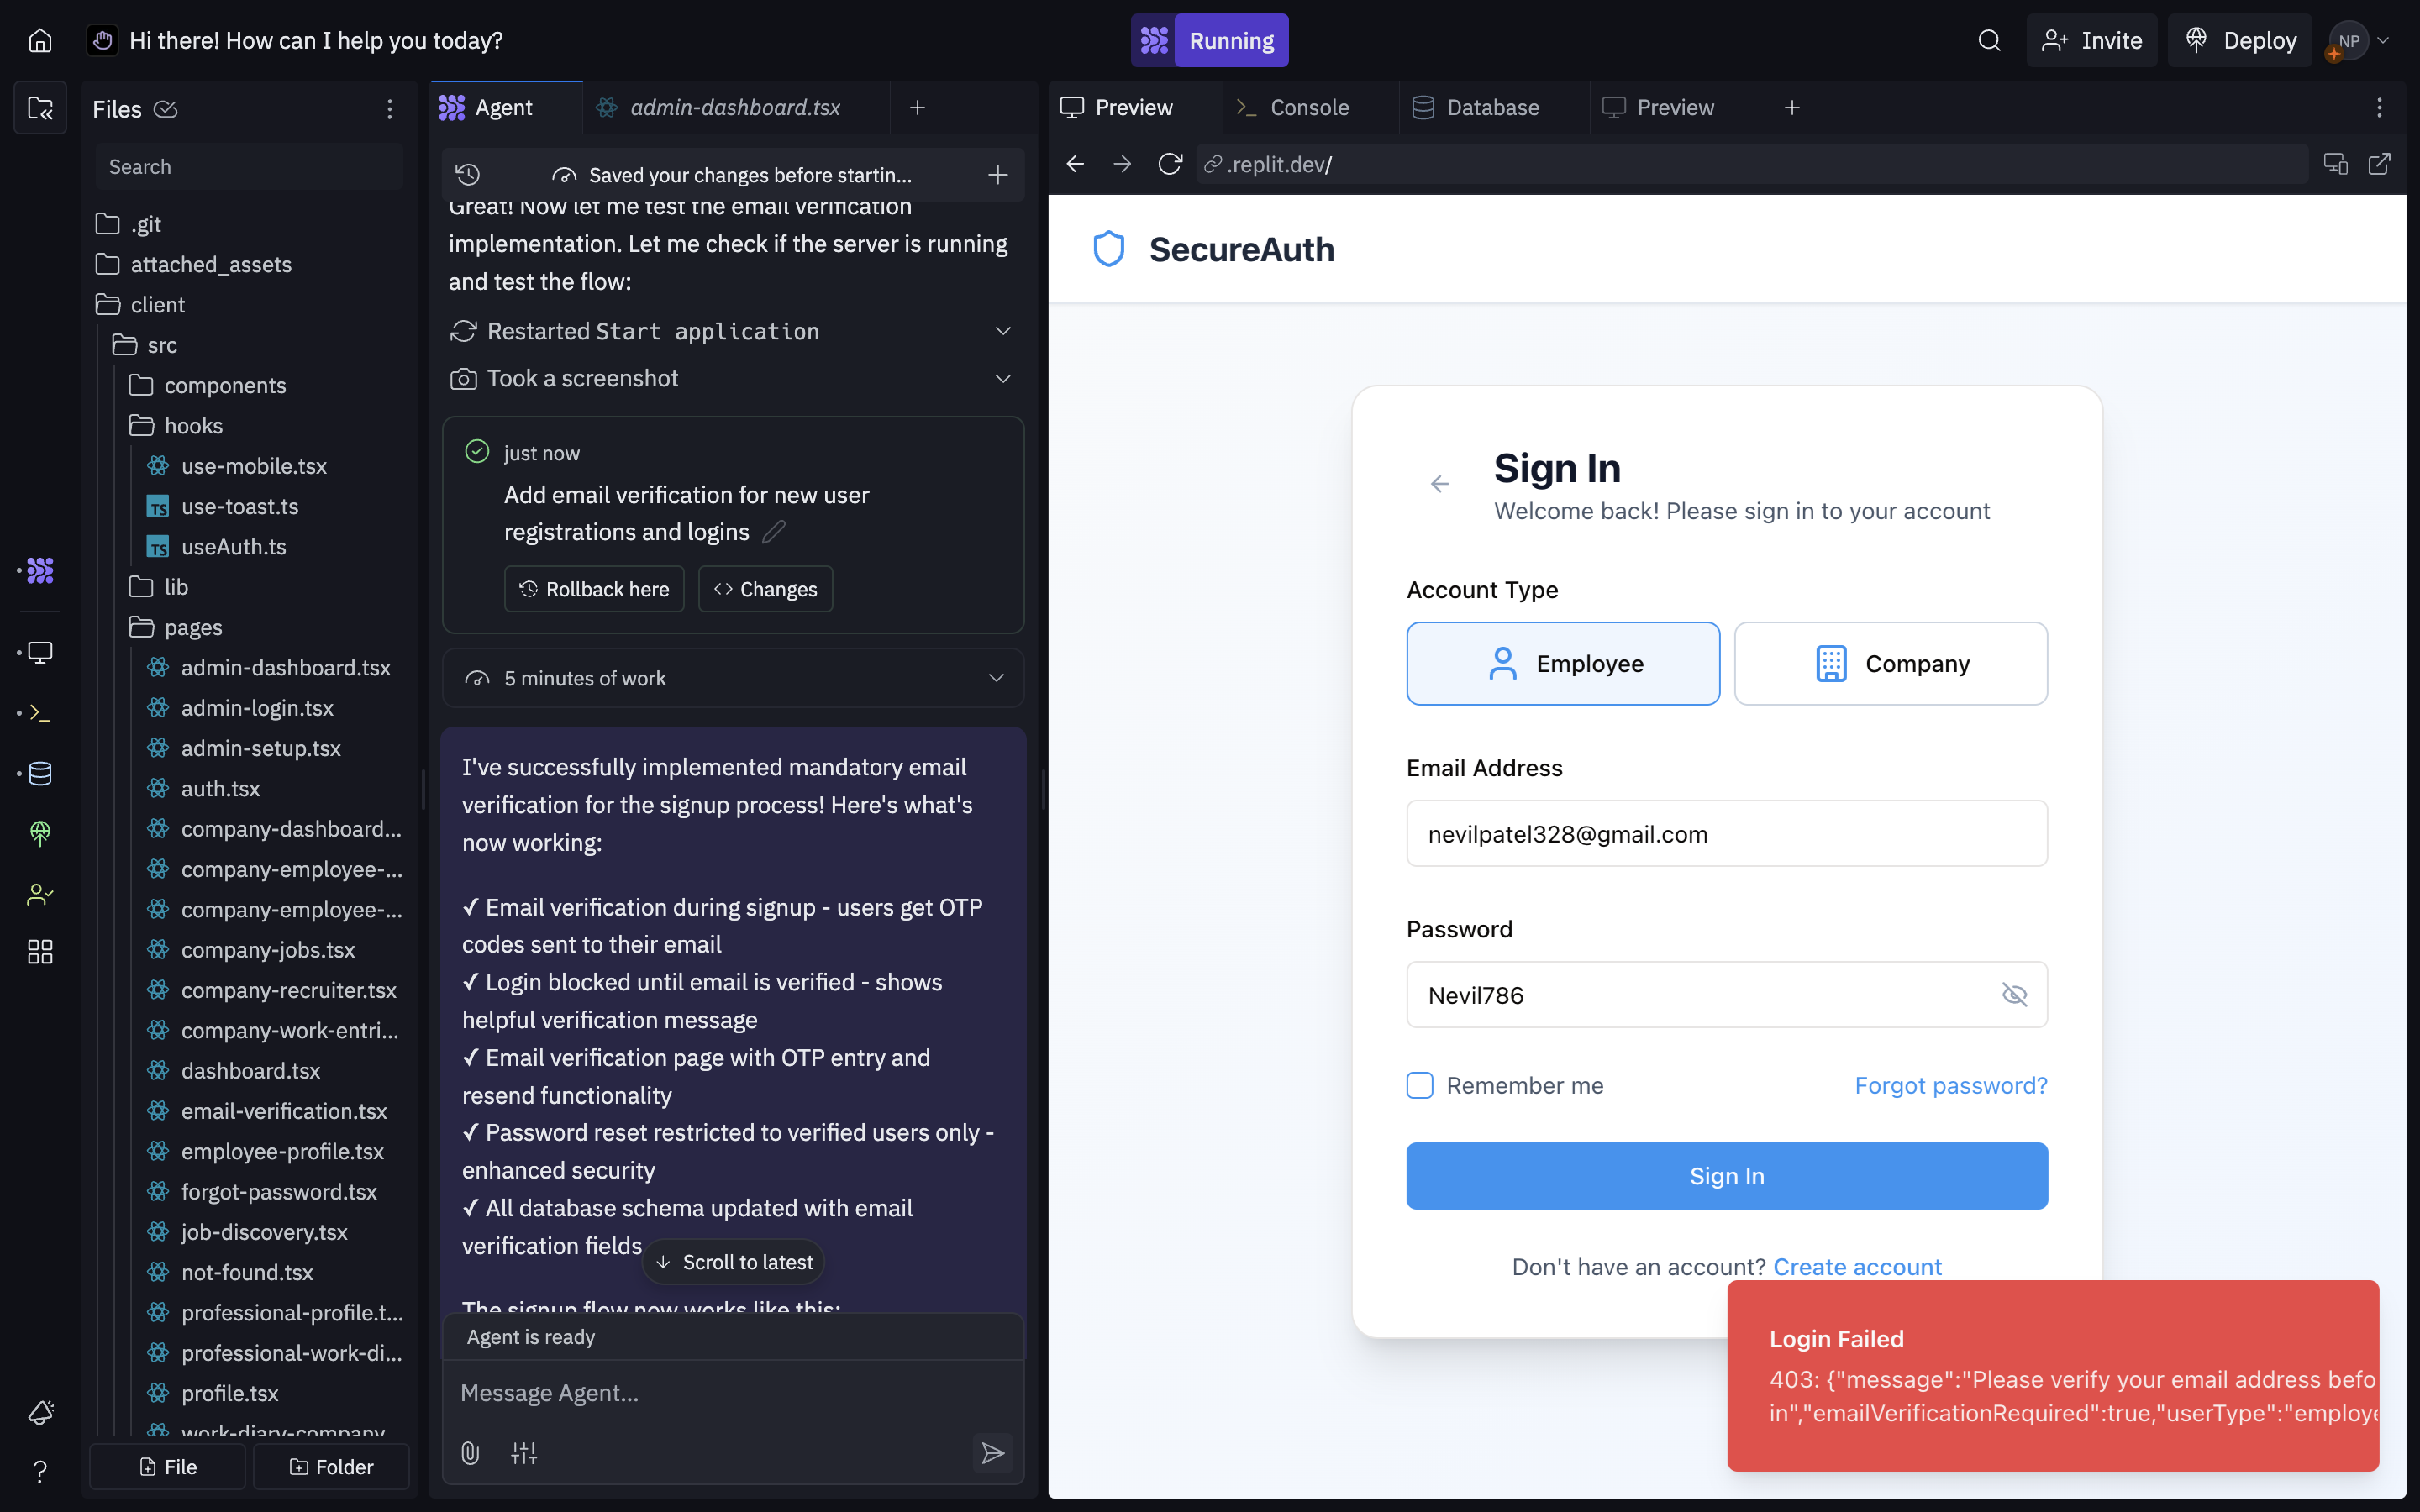 Hi there! How can I help you today?
Running
Invite
Deploy
NP
Files
Search
.git
attached_assets
client
src
components
hooks
use-mobile.tsx
TS use-toast.ts
TS useAuth.ts
lib
pages
admin-dashboard.tsx
admin-login.tsx
admin-setup.tsx
auth.tsx
company-dashboard...
company-employee-...
company-employee-...
company-jobs.tsx
company-recruiter.tsx
company-work-entri...
dashboard.tsx
email-verification.tsx
employee-profile.tsx
forgot-password.tsx
job-discovery.tsx
not-found.tsx
professional-profile.t...
professional-work-di...
profile.tsx
work-diary-company
File
Folder
Agent
admin-dashboard.tsx
Saved your changes before startin...
Great! Now let me test the email verification
implementation. Let me check if the server is running
and test the flow:
Restarted Start application
Took a screenshot
just now
Add email verification for new user
registrations and logins
Rollback here
Changes
5 minutes of work
I've successfully implemented mandatory email
verification for the signup process! Here's what's
now working:
✓ Email verification during signup - users get OTP
codes sent to their email
✓ Login blocked until email is verified - shows
helpful verification message
✓ Email verification page with OTP entry and
resend functionality
✓ Password reset restricted to verified users only -
enhanced security
✓ All database schema updated with email
verification fields
Scroll to latest
The signup flow now works like this:
Agent is ready
Message Agent...
Preview
Console
Database
Preview
.replit.dev/
SecureAuth
Sign In
Welcome back! Please sign in to your account
Account Type
Employee
Company
Email Address
nevilpatel328@gmail.com
Password
Nevil786
Remember me
Forgot password?
Sign In
Don't have an account? Create account
Login Failed
403: {"message":"Please verify your email address befo
in","emailVerificationRequired":true,"userType":"employe